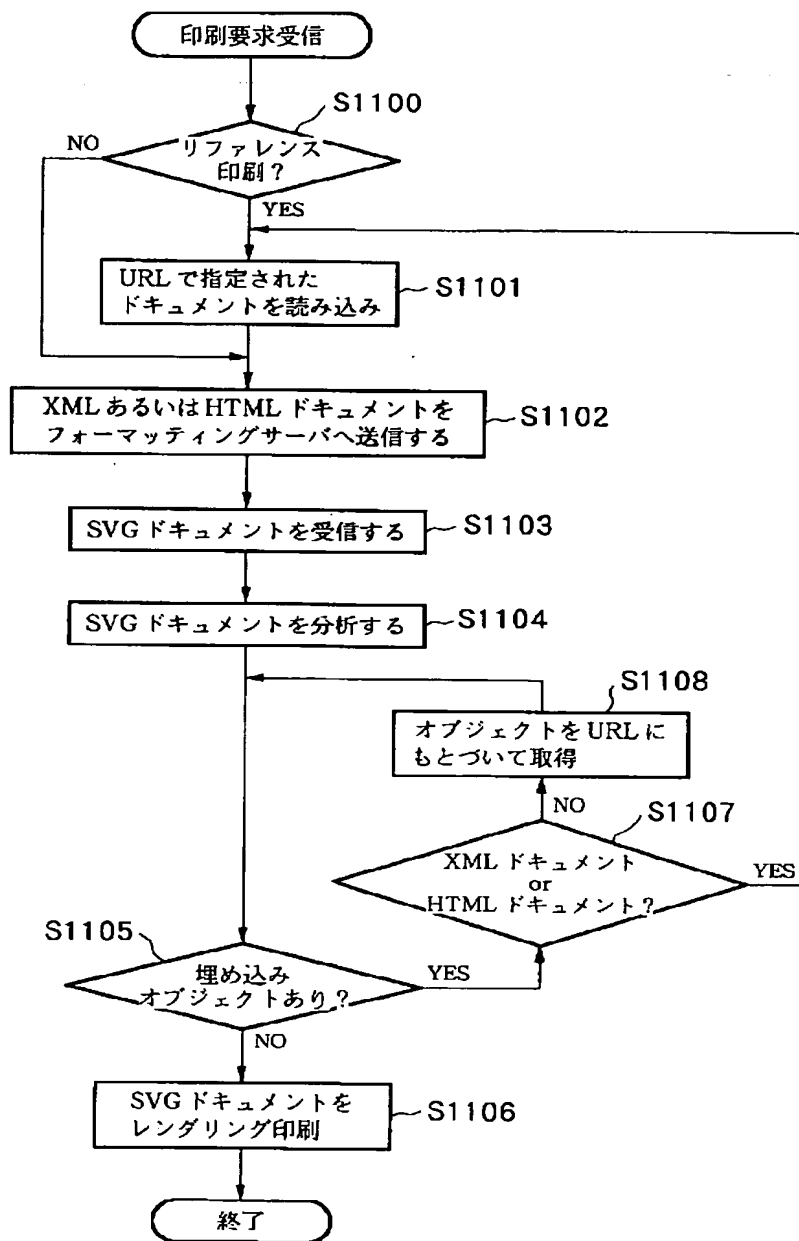 印刷要求受信
S1100
NO
リファレンス
印刷？
YES
URLで指定された
ドキュメントを読み込み
S1101
XMLあるいはHTMLドキュメントを
フォーマッティングサーバへ送信する
S1102
SVGドキュメントを受信する
S1103
SVGドキュメントを分析する
S1104
S1108
オブジェクトをURLに
もとづいて取得
NO
S1107
XMLドキュメント
or
HTMLドキュメント？
YES
S1105
埋め込み
オブジェクトあり？
YES
NO
SVGドキュメントを
レンダリング印刷
S1106
終了